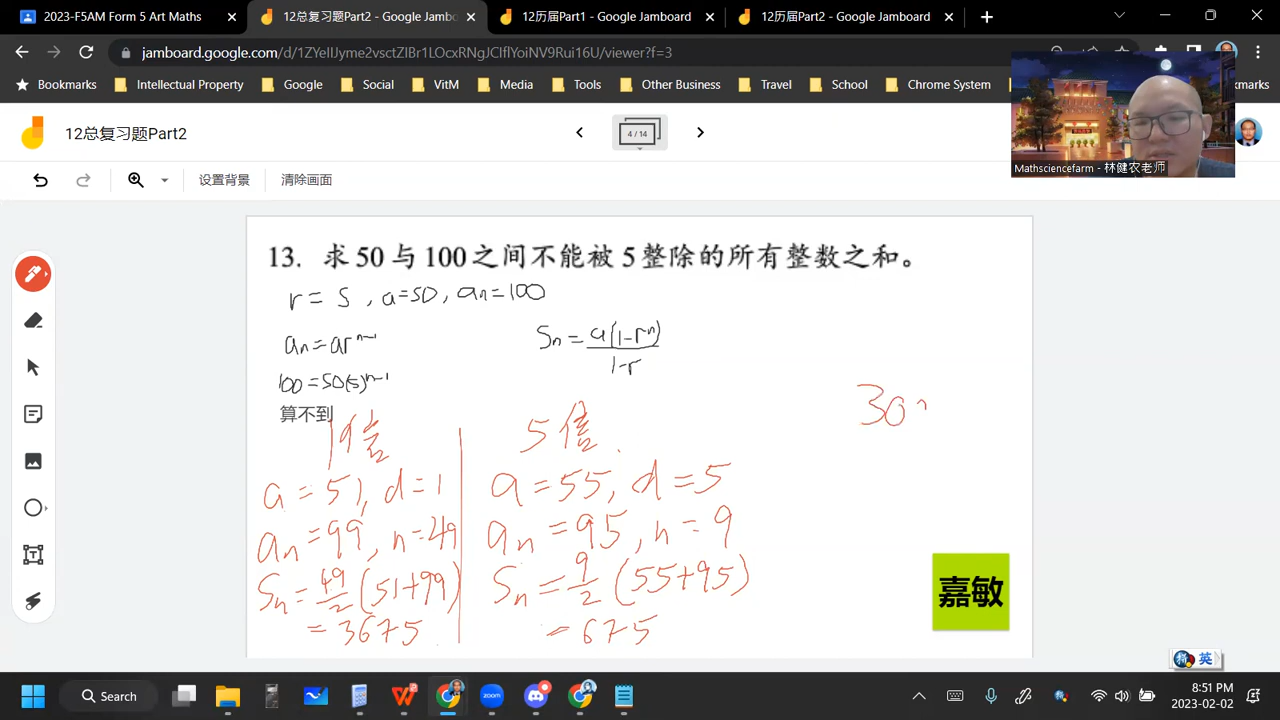 2023-F5AM Form 5 Art Maths
12总复习题Part2 - Google Jambo
12历届Part1 - Google Jamboard
12历届Part2 - Google Jamboard
jamboard.google.com/d/1ZYeIUyme2vsctZlBr1LOcxRNgJClflYoiNV9Rui16U/viewer?f=3
Bookmarks
Intellectual Property
Google
Social
VitM
Media
Tools
Other Business
Travel
School
Chrome System
kmarks
12总复习题Part2
4 / 14
设置背景
清除画面
Mathsciencefarm - 林健农老师
13. 求 50 与 100 之间不能被 5 整除的所有整数之和。
r = 5 , a=50, an=100
an=ar^n-1
Sn = a(1-r^n)/1-r
100=50(5)^n-1
算不到
5倍
30
a = 51, d=1
a = 55, d=5
an=99, n=49
an=95, n=9
Sn=49/2(51+99)
Sn=9/2(55+95)
=3675
=675
嘉敏
英
Search
8:51 PM
2023-02-02